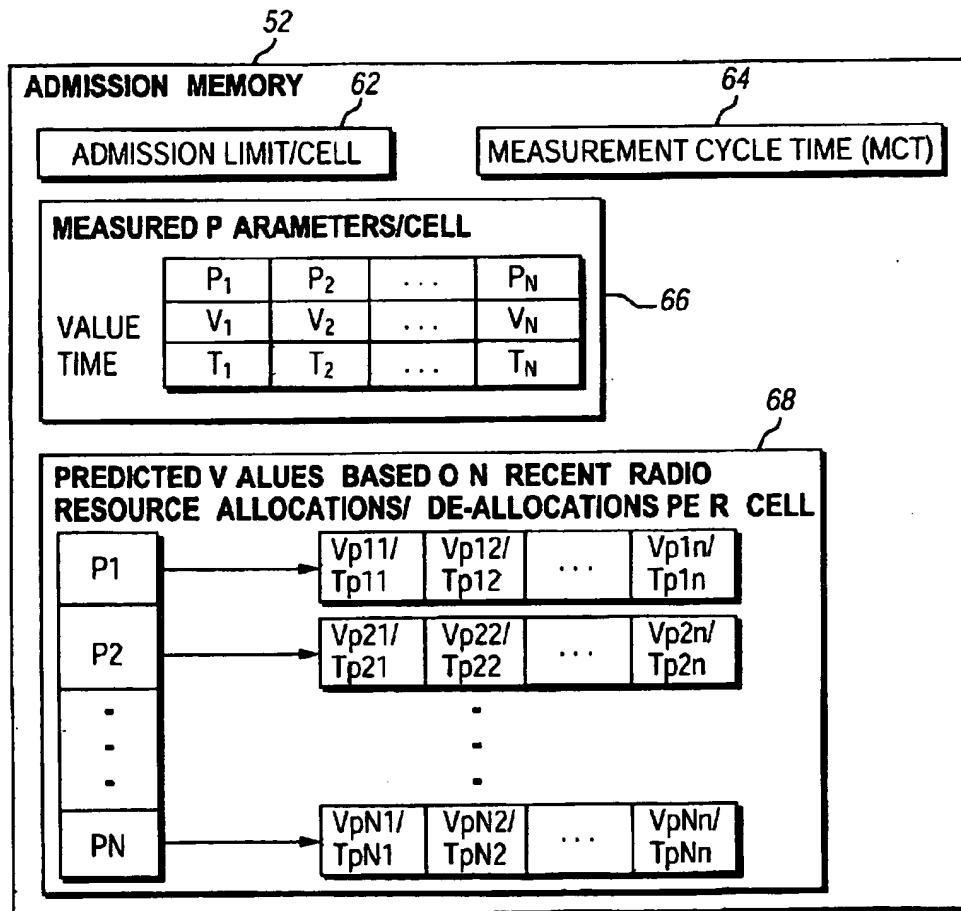 52
ADMISSION MEMORY
62
64
ADMISSION LIMIT/CELL
MEASUREMENT CYCLE TIME (MCT)
MEASURED P ARAMETERS/CELL
P1 P2 ... PN
VALUE V1 V2 ... VN
TIME T1 T2 ... TN
66
68
PREDICTED V ALUES BASED O N RECENT RADIO
RESOURCE ALLOCATIONS/ DE-ALLOCATIONS PE R CELL
P1
Vp11/ Vp12/ ... Vp1n/
Tp11 Tp12 Tp1n
P2
Vp21/ Vp22/ ... Vp2n/
Tp21 Tp22 Tp2n
PN
VpN1/ VpN2/ ... VpNn/
TpN1 TpN2 TpNn